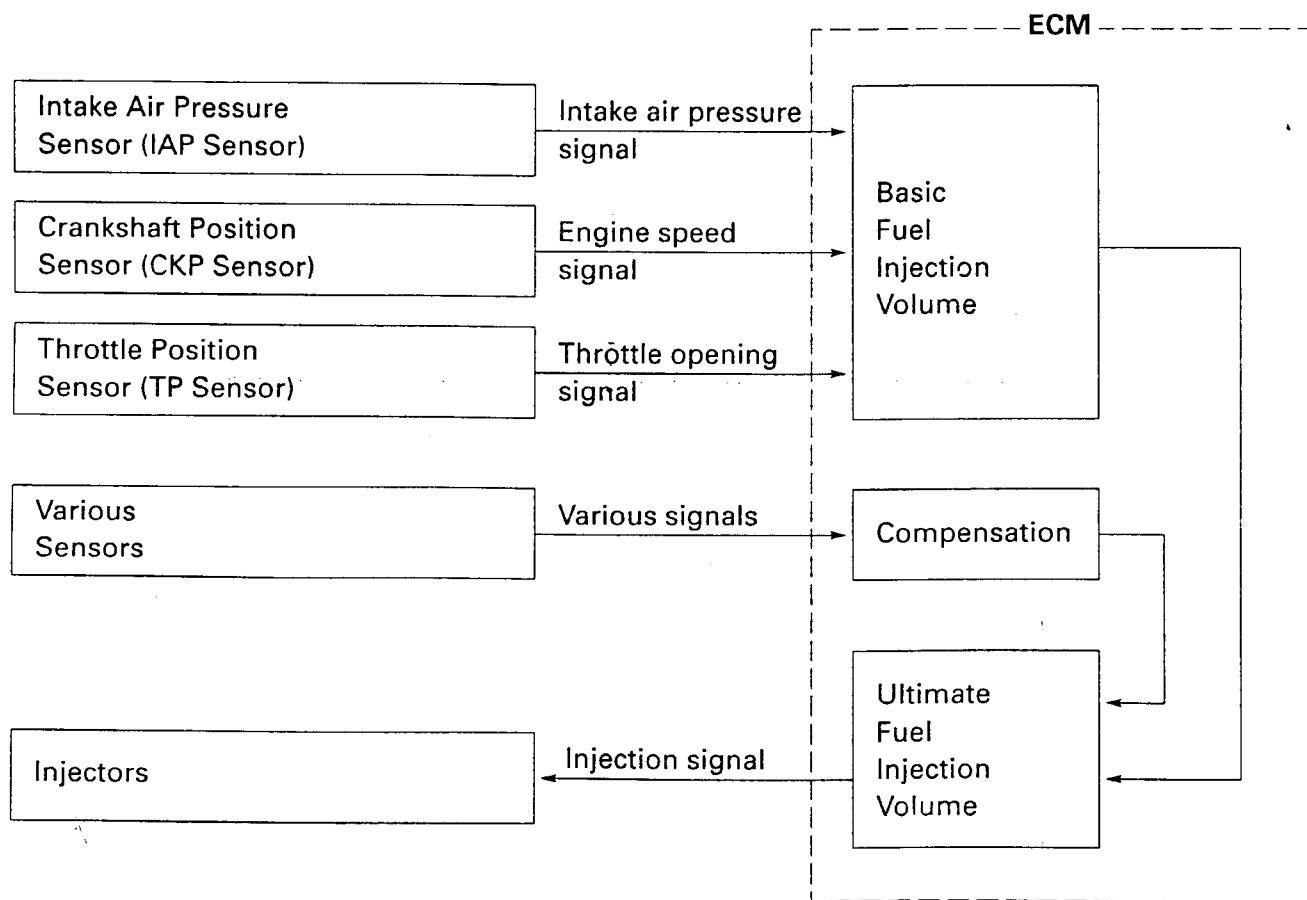 ECM
Intake Air Pressure
Sensor (IAP Sensor)
Intake air pressure
signal
Crankshaft Position
Sensor (CKP Sensor)
Engine speed
signal
Throttle Position
Sensor (TP Sensor)
Throttle opening
signal
Basic
Fuel
Injection
Volume
Various
Sensors
Various signals
Compensation
Ultimate
Fuel
Injection
Volume
Injection signal
Injectors